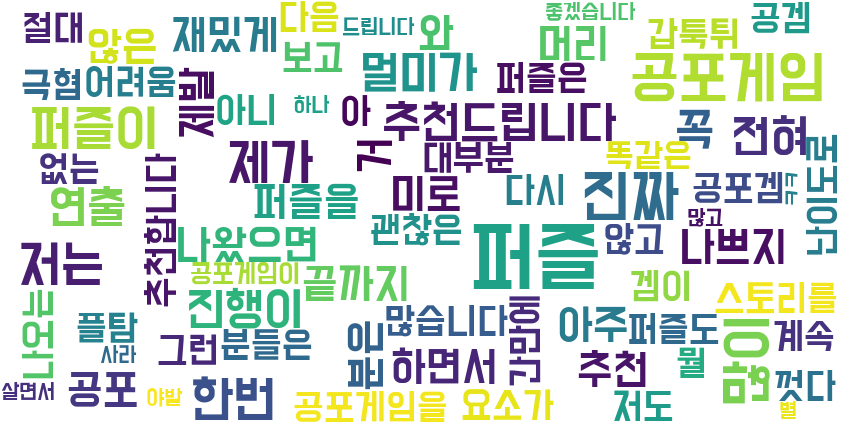 절대
않은
재밌게
다음
드립니다
와
좋겠습니다
머리
갑툭튀
공겜
극혐
어려움
보고
멀미가
퍼즐은
공포게임
퍼즐이
제발
아니
하나
아
추천드립니다
꼭
전혀
없는
제가
거
대부분
똑같은
난이도로
연출
추천합니다
퍼즐을
미로
다시
진짜
공포겜
ㅋㅋ
저는
나왔으면
괜찮은
퍼즐
많고
않고
나쁘지
공포게임이
끝까지
겜이
스토리를
나오는
진행이
플탐
사라
그런
분들은
많습니다
간만에
아주
퍼즐도
계속
살면서
공포
야발
한번
하면서
추천
뭘
껐다
공포게임을
요소가
저도
별